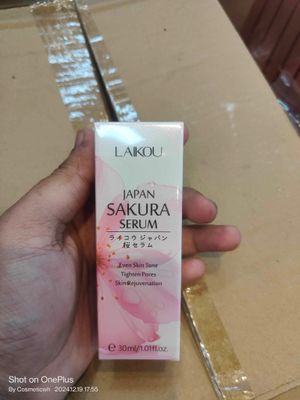 LAIKOU
JAPAN
SAKURA
SERUM
ライコウ ジャパン
桜セラム
Even Skin Tone
Tighten Pores
Skin Rejuvenation
℮ 30ml/1.01fl.oz.
Shot on OnePlus
By Cosmeticwh 2024.12.19 17:55